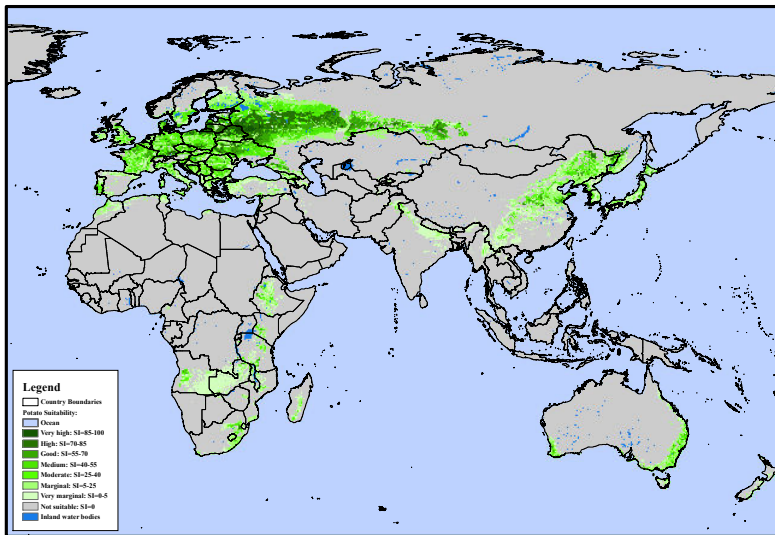 Legend
Country Boundaries
Potato Suitability:
Ocean
Very high: SI=85-100
High: SI=70-85
Good: SI=55-70
Medium: SI=40-55
Moderate: SI=25-40
Marginal: SI=5-25
Very marginal: SI=0-5
Not suitable: SI=0
Inland water bodies